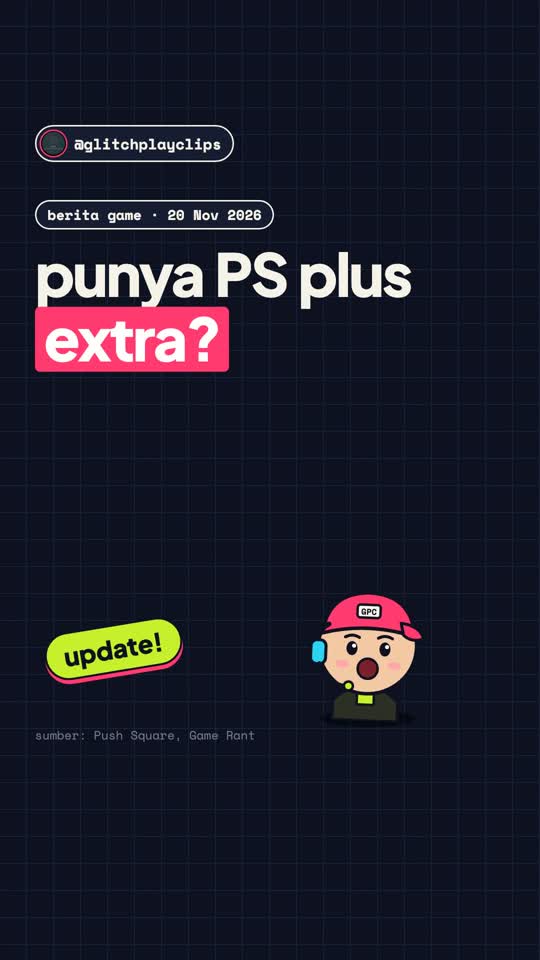 @glitchplayclips
berita game · 20 Nov 2026
punya PS plus
extra?
GPC
update!
sumber: Push Square, Game Rant